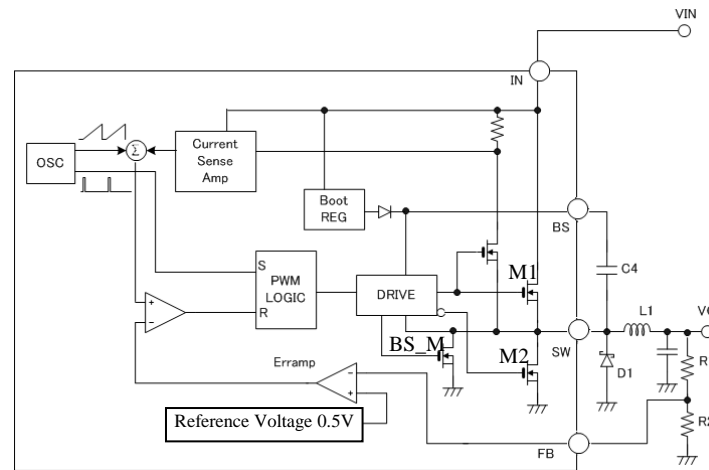 VIN
IN
OSC
Σ
Current
Sense
Amp
Boot
REG
BS
S
PWM
LOGIC
R
DRIVE
M1
C4
L1
BS_M
M2
SW
D1
R
+
−
Erramp
−
+
Reference Voltage 0.5V
FB